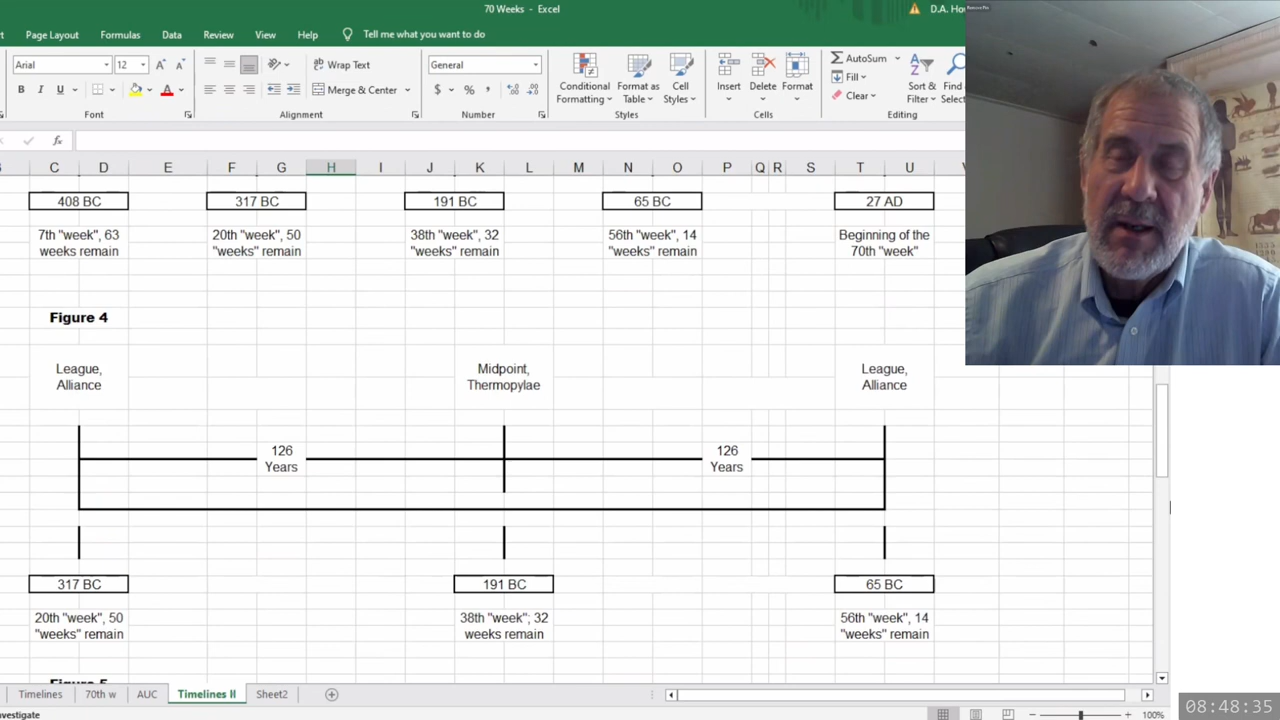 70 Weeks - Excel
D.A. Ho
Page Layout Formulas Data Review View Help Tell me what you want to do
Arial 12 Wrap Text General AutoSum
B I U Merge & Center $ % Conditional Formatting Format as Table Cell Styles Insert Delete Format Fill Clear Sort & Filter Find Selec
Font Alignment Number Styles Cells Editing
fx
C D E F G H I J K L M N O P Q R S T U
408 BC 317 BC 191 BC 65 BC 27 AD
7th "week", 63 20th "week", 50 38th "week", 32 56th "week", 14 Beginning of the
weeks remain "weeks" remain "weeks" remain "weeks" remain 70th "week"
Figure 4
League, Midpoint, League,
Alliance Thermopylae Alliance
126 126
Years Years
317 BC 191 BC 65 BC
20th "week", 50 38th "week"; 32 56th "week", 14
"weeks" remain weeks remain "weeks" remain
Timelines 70th w AUC Timelines II Sheet2
vestigate 100%
08:48:35